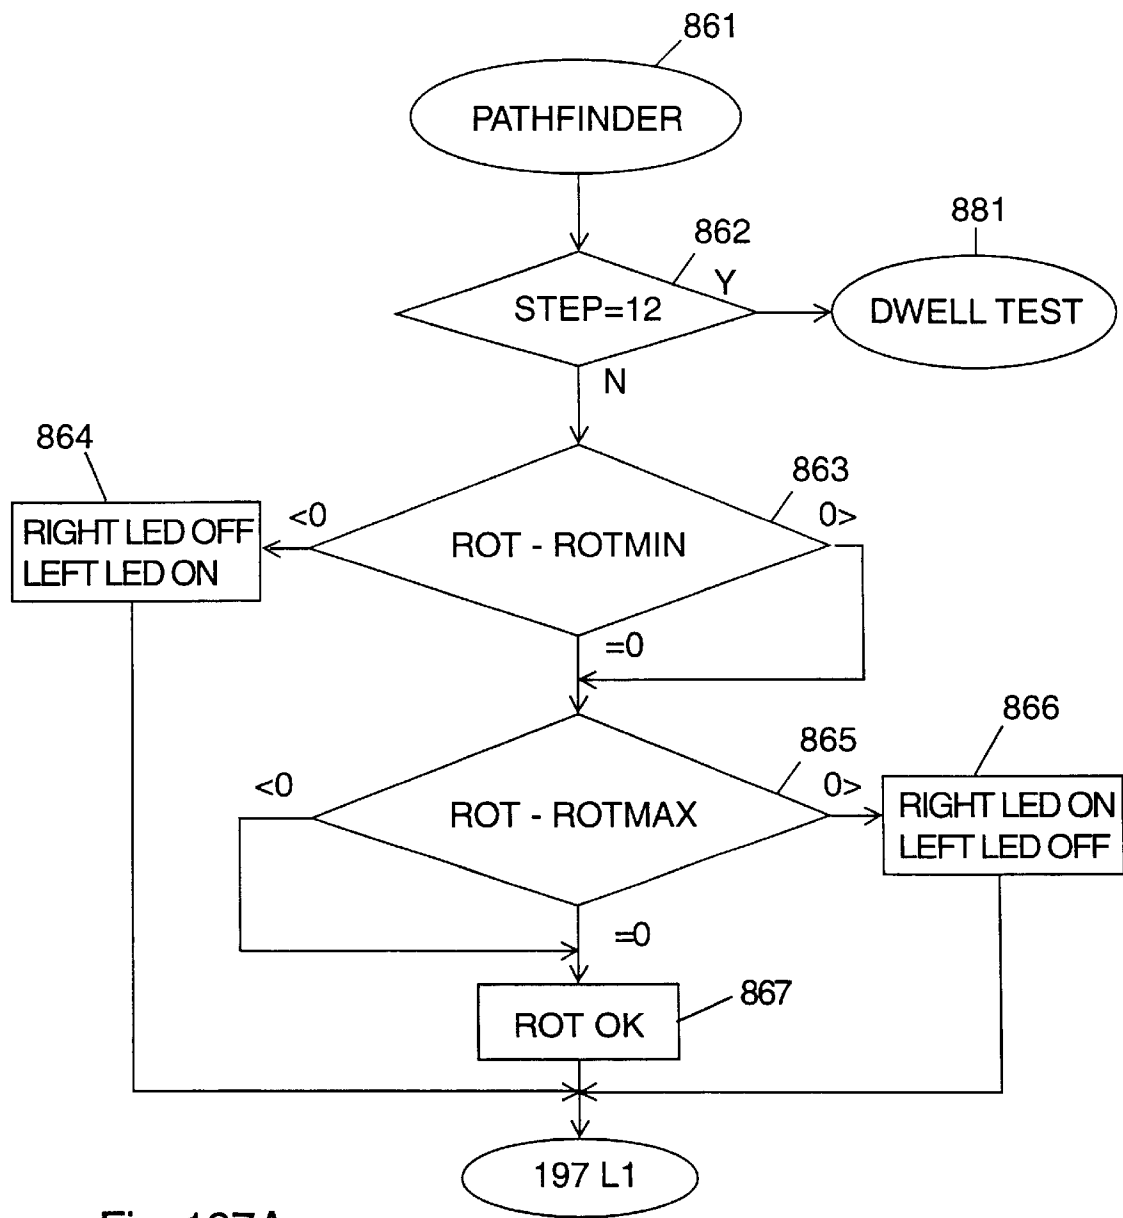 861
PATHFINDER
881
862
Y
STEP=12
DWELL TEST
N
864
863
<0
0>
RIGHT LED OFF
LEFT LED ON
ROT - ROTMIN
=0
866
865
<0
0>
ROT - ROTMAX
RIGHT LED ON
LEFT LED OFF
=0
867
ROT OK
197 L1